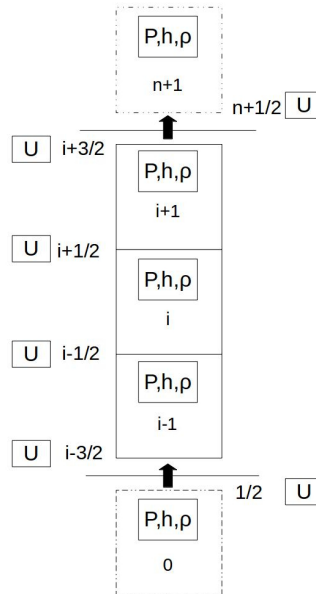 P,h,ρ
n+1
n+1/2 U
U i+3/2
P,h,ρ
i+1
U i+1/2
P,h,ρ
i
U i-1/2
P,h,ρ
i-1
U i-3/2
1/2 U
P,h,ρ
0